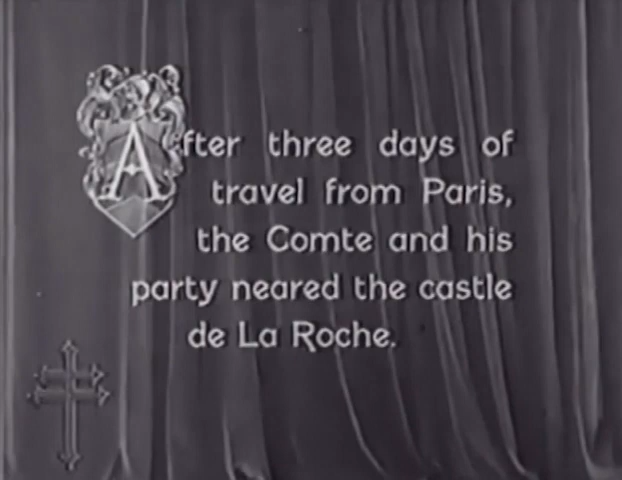 After three days of
travel from Paris,
the Comte and his
party neared the castle
de La Roche.